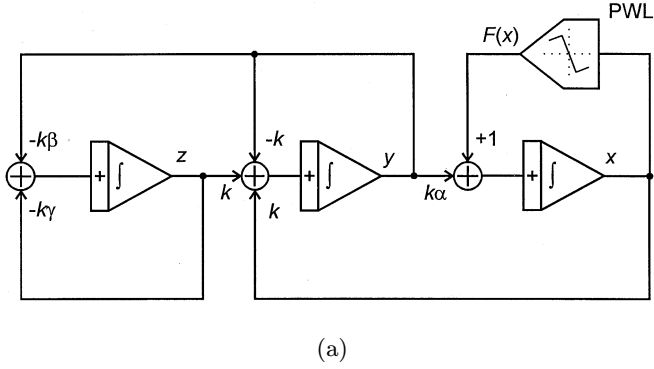 PWL
F(x)
-kβ
-k
+1
z
y
x
+
∫
+
∫
+
∫
-kγ
k
k
kα
(a)